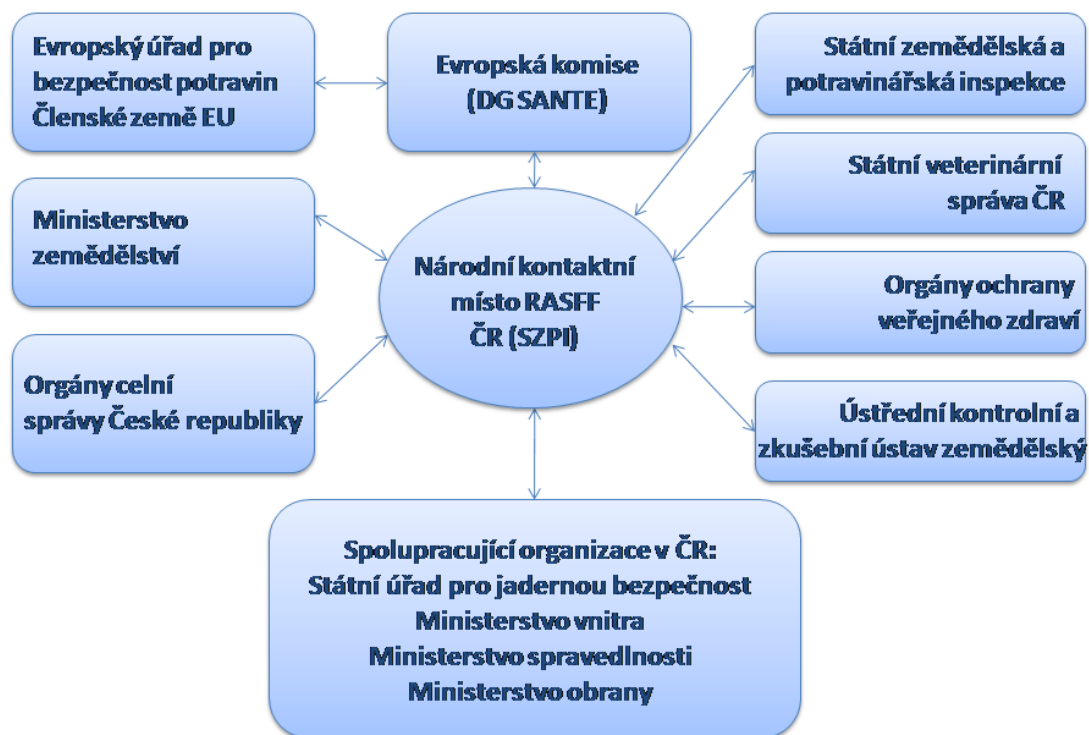 Evropský úřad pro
bezpečnost potravin
Členské země EU
Evropská komise
(DG SANTE)
Státní zemědělská a
potravinářská inspekce
Státní veterinární
správa ČR
Ministerstvo
zemědělství
Národní kontaktní
místo RASFF
ČR (SZPI)
Orgány ochrany
veřejného zdraví
Orgány celní
správy České republiky
Ústřední kontrolní a
zkušební ústav zemědělský
Spolupracující organizace v ČR:
Státní úřad pro jadernou bezpečnost
Ministerstvo vnitra
Ministerstvo spravedlnosti
Ministerstvo obrany